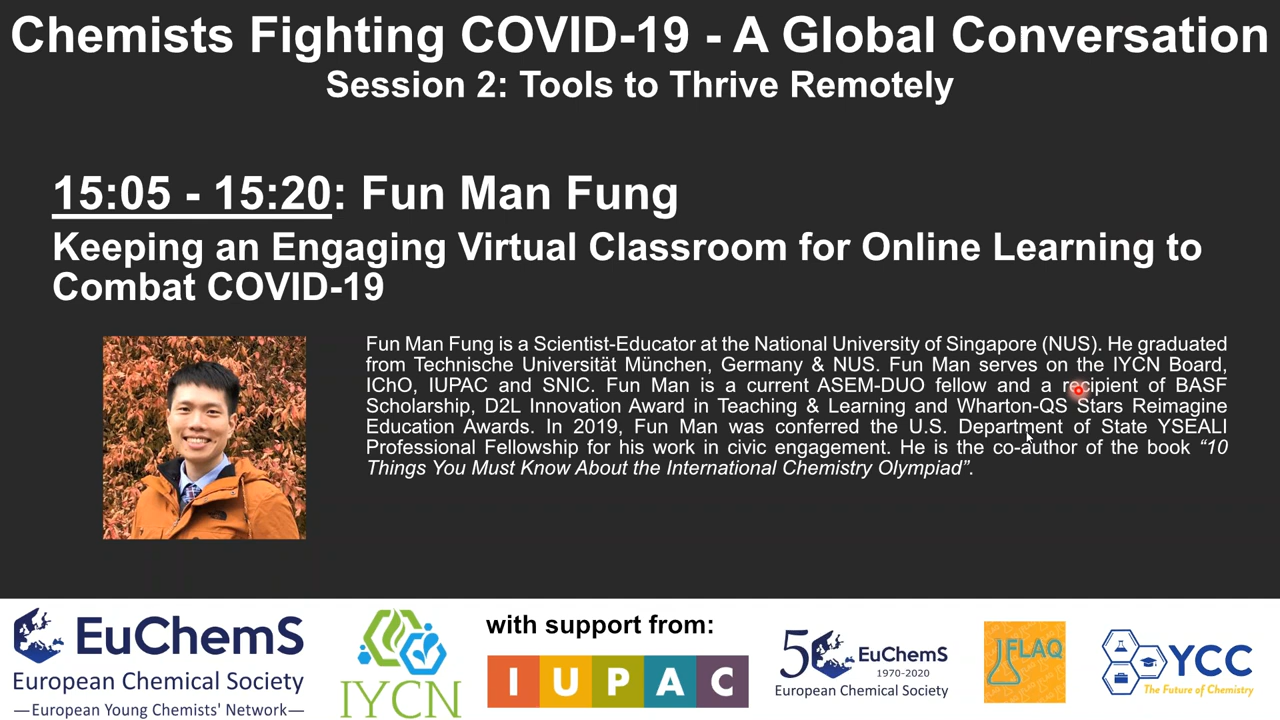 Chemists Fighting COVID-19 - A Global Conversation
Session 2: Tools to Thrive Remotely
15:05 - 15:20: Fun Man Fung
Keeping an Engaging Virtual Classroom for Online Learning to
Combat COVID-19
Fun Man Fung is a Scientist-Educator at the National University of Singapore (NUS). He graduated
from Technische Universität München, Germany & NUS. Fun Man serves on the IYCN Board,
IChO, IUPAC and SNIC. Fun Man is a current ASEM-DUO fellow and a recipient of BASF
Scholarship, D2L Innovation Award in Teaching & Learning and Wharton-QS Stars Reimagine
Education Awards. In 2019, Fun Man was conferred the U.S. Department of State YSEALI
Professional Fellowship for his work in civic engagement. He is the co-author of the book “10
Things You Must Know About the International Chemistry Olympiad”.
EuChemS
European Chemical Society
—European Young Chemists' Network—
IYCN
with support from:
IUPAC
50
EuChemS
1970-2020
European Chemical Society
JFLAQ
YCC
The Future of Chemistry